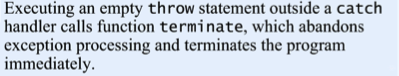 Executing an empty throw statement outside a catch
handler calls function terminate, which abandons
exception processing and terminates the program
immediately.